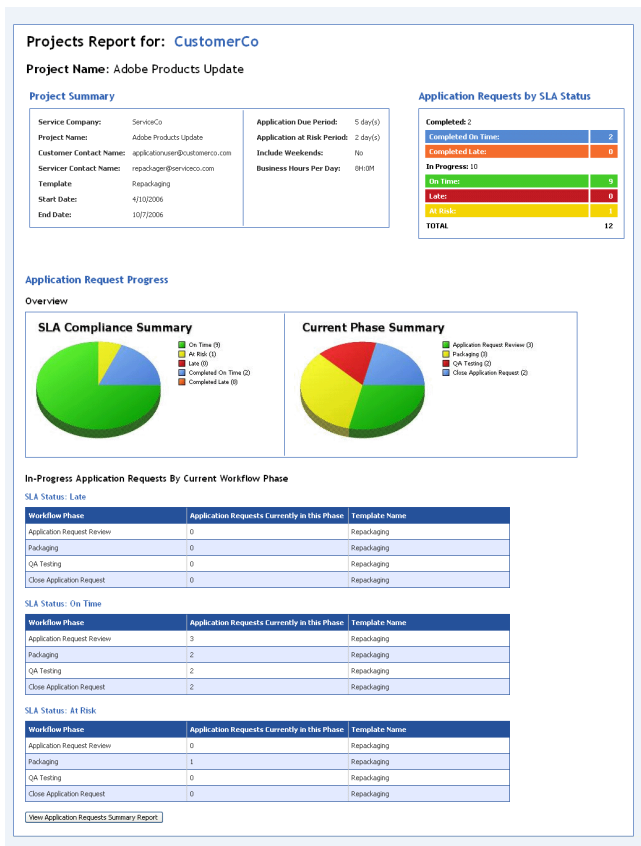 Projects Report for: CustomerCo
Project Name: Adobe Products Update
Project Summary
Service Company: ServiceCo
Project Name: Adobe Products Update
Customer Contact Name: applicationuser@customerco.com
Servicer Contact Name: repackager@serviceco.com
Template Repackaging
Start Date: 4/10/2006
End Date: 10/7/2006
Application Due Period: 5 day(s)
Application at Risk Period: 2 day(s)
Include Weekends: No
Business Hours Per Day: 8H:0M
Application Requests by SLA Status
Completed: 2
Completed On Time: 2
Completed Late: 0
In Progress: 10
On Time: 9
Late: 0
At Risk: 1
TOTAL 12
Application Request Progress
Overview
SLA Compliance Summary
On Time (9)
At Risk (1)
Late (0)
Completed On Time (2)
Completed Late (0)
Current Phase Summary
Application Request Review (3)
Packaging (3)
QA Testing (2)
Close Application Request (2)
In-Progress Application Requests By Current Workflow Phase
SLA Status: Late
Workflow Phase Application Requests Currently in this Phase Template Name
Application Request Review 0 Repackaging
Packaging 0 Repackaging
QA Testing 0 Repackaging
Close Application Request 0 Repackaging
SLA Status: On Time
Workflow Phase Application Requests Currently in this Phase Template Name
Application Request Review 3 Repackaging
Packaging 2 Repackaging
QA Testing 2 Repackaging
Close Application Request 2 Repackaging
SLA Status: At Risk
Workflow Phase Application Requests Currently in this Phase Template Name
Application Request Review 0 Repackaging
Packaging 1 Repackaging
QA Testing 0 Repackaging
Close Application Request 0 Repackaging
View Application Requests Summary Report